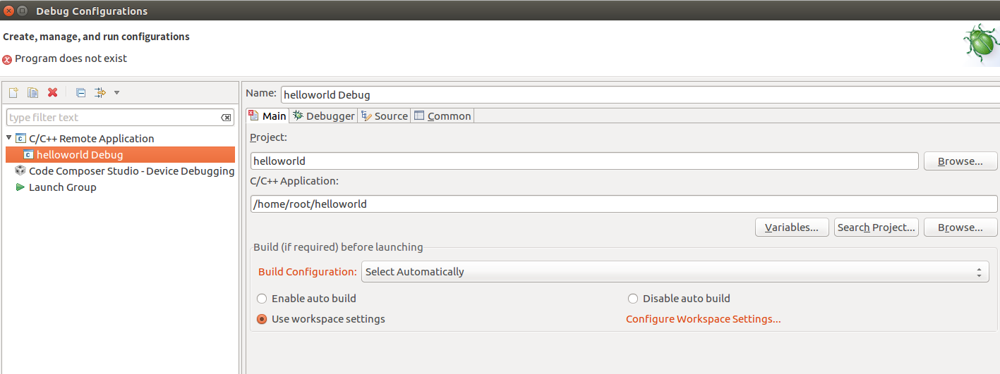 Debug Configurations
Create, manage, and run configurations
Program does not exist
type filter text
C/C++ Remote Application
helloworld Debug
Code Composer Studio - Device Debugging
Launch Group
Name: helloworld Debug
Main Debugger Source Common
Project:
helloworld Browse...
C/C++ Application:
/home/root/helloworld
Variables... Search Project... Browse...
Build (if required) before launching
Build Configuration: Select Automatically
Enable auto build Disable auto build
Use workspace settings Configure Workspace Settings...